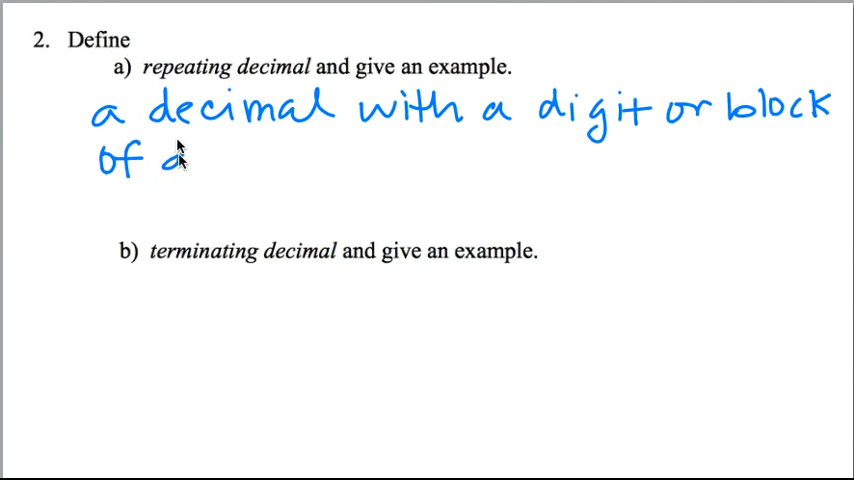 2. Define
a) repeating decimal and give an example.
a decimal with a digit or block
of
b) terminating decimal and give an example.